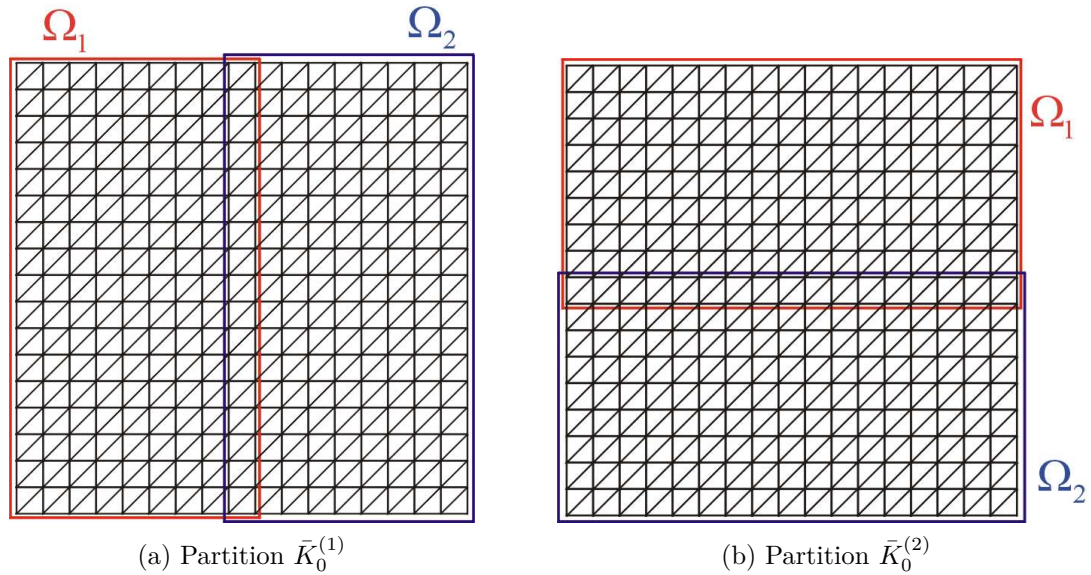 Ω₁ Ω₂
Ω₁
Ω₂
(a) Partition K̄₀⁽¹⁾
(b) Partition K̄₀⁽²⁾